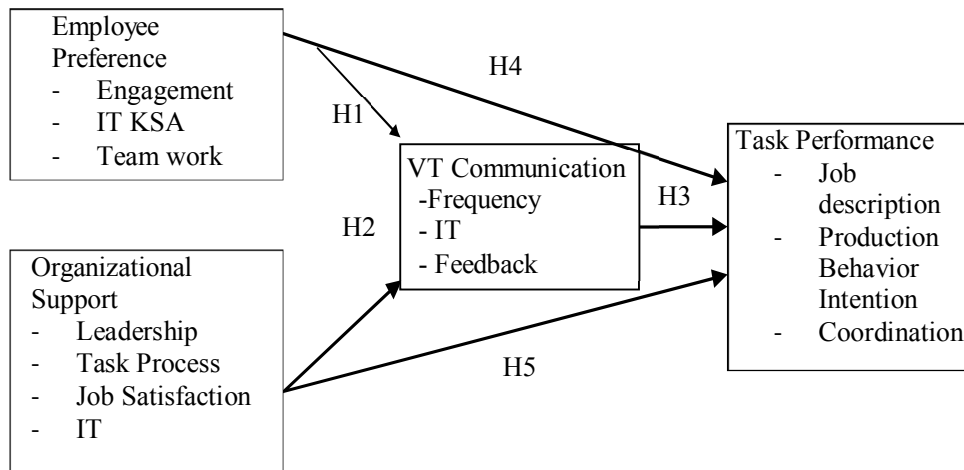 Employee
Preference
- Engagement
- IT KSA
- Team work
H4
H1
VT Communication
-Frequency
- IT
- Feedback
H3
Task Performance
- Job
description
- Production
Behavior
Intention
- Coordination
H2
Organizational
Support
- Leadership
- Task Process
- Job Satisfaction
- IT
H5